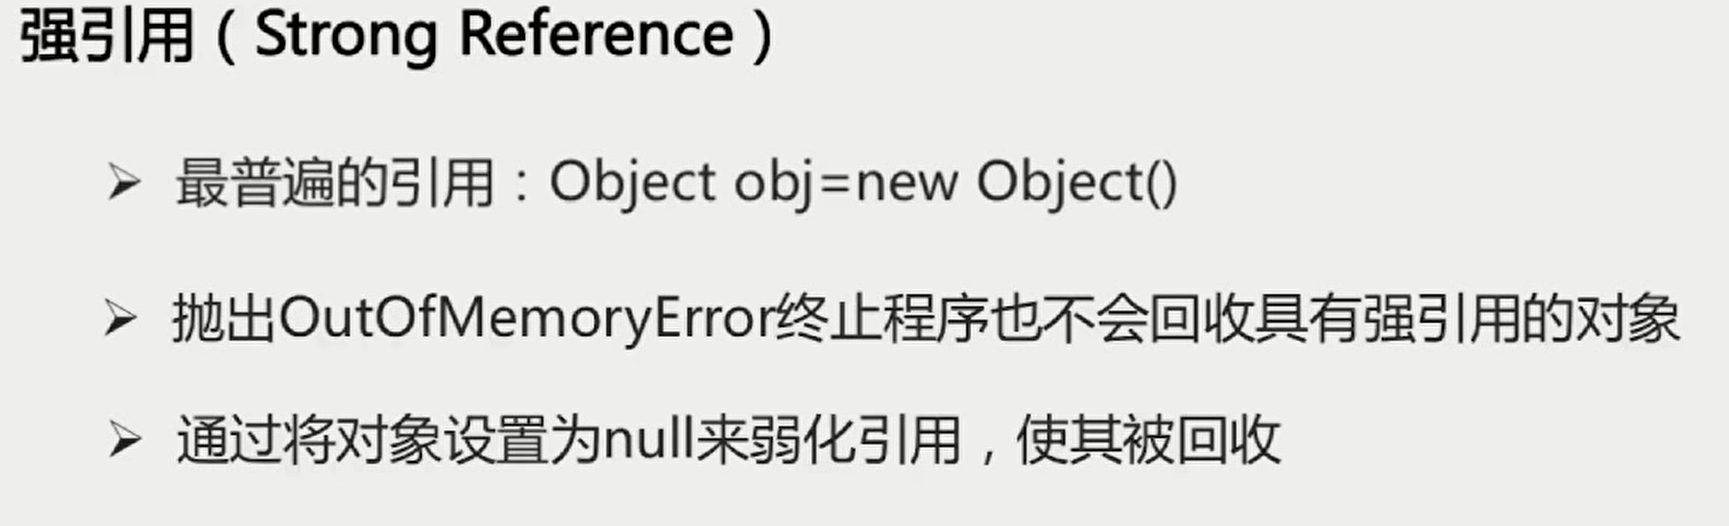 强引用（Strong Reference）
➢ 最普遍的引用：Object obj=new Object()
➢ 抛出OutOfMemoryError终止程序也不会回收具有强引用的对象
➢ 通过将对象设置为null来弱化引用，使其被回收